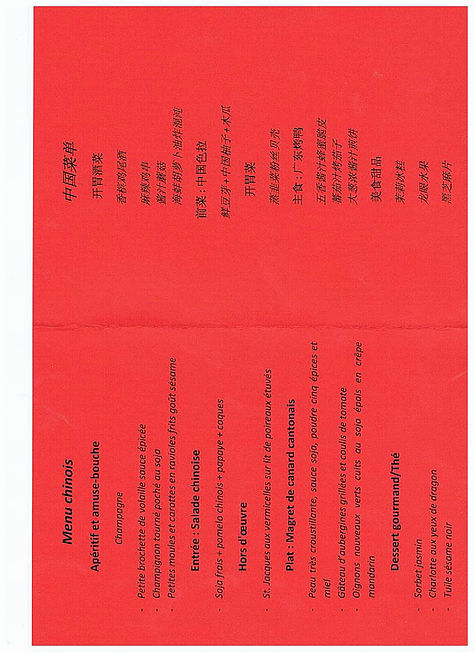 Menu chinois
Apéritif et amuse-bouche
Champagne
- Petite brochette de volaille sauce épicée
- Champignon tourné poché au soja
- Petites moules et carottes en ravioles frits goût sésame
Entrée : Salade chinoise
- Soja frais + pomelo chinois + papaye + coques
Hors d'œuvre
- St. Jacques aux vermicelles sur lit de poireaux étuvés
Plat : Magret de canard cantonais
- Peau très croustillante, sauce soja, poudre cinq épices et
miel
- Gâteau d'aubergines grillées et coulis de tomate
- Oignons nouveaux verts cuits au soja épais en crêpe
mandarin
Dessert gourmand/Thé
- Sorbet jasmin
- Charlotte aux yeux de dragon
- Tuile sésame noir
中国菜单
开胃酒菜
香槟鸡尾酒
麻辣鸡串
酱汁蘑菇
海蚌胡萝卜油炸混沌
前菜：中国色拉
鲜豆芽+中国柚子+木瓜
开胃菜
蒸韭菜粉丝贝壳
主食：广东烤鸭
五香酱汁蜂蜜脆皮
蕃茄汁烤茄子
大葱浓酱汁煎饼
美食甜品
茉莉冰糕
龙眼水果
黑芝麻片